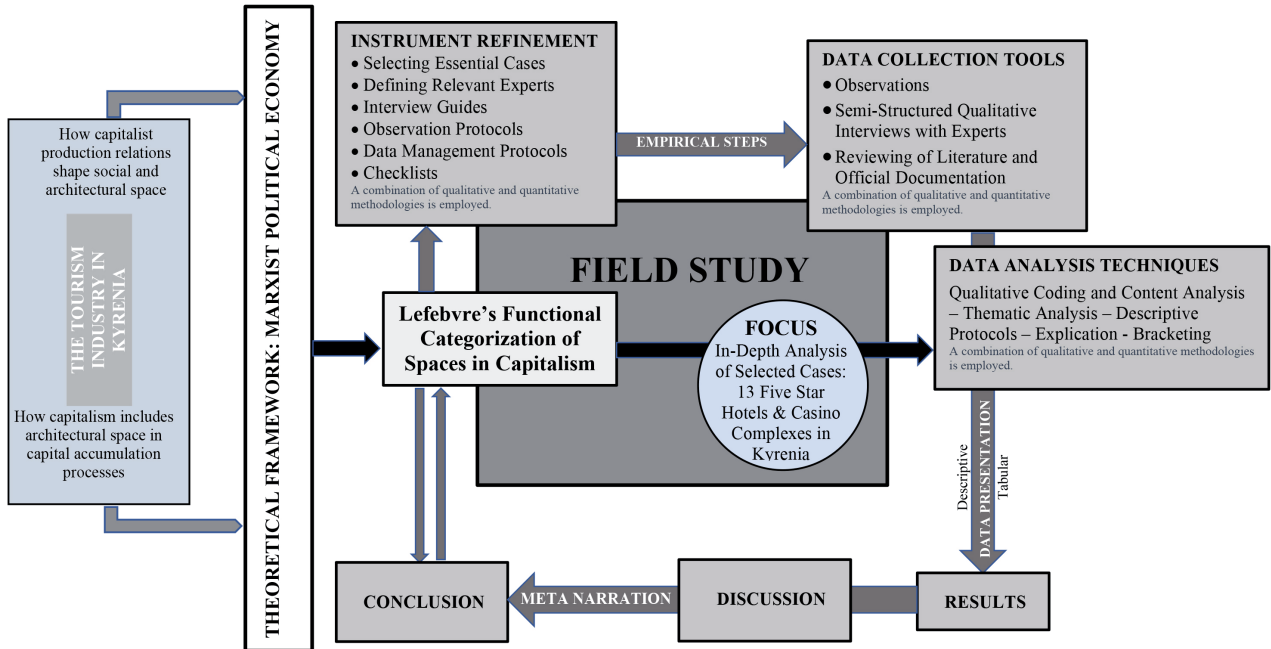 How capitalist
production relations
shape social and
architectural space
THE TOURISM
INDUSTRY IN
KYRENIA
How capitalism includes
architectural space in
capital accumulation
processes
THEORETICAL FRAMEWORK: MARXIST POLITICAL ECONOMY
INSTRUMENT REFINEMENT
• Selecting Essential Cases
• Defining Relevant Experts
• Interview Guides
• Observation Protocols
• Data Management Protocols
• Checklists
A combination of qualitative and quantitative
methodologies is employed.
EMPIRICAL STEPS
DATA COLLECTION TOOLS
• Observations
• Semi-Structured Qualitative
Interviews with Experts
• Reviewing of Literature and
Official Documentation
A combination of qualitative and quantitative
methodologies is employed.
FIELD STUDY
Lefebvre’s Functional
Categorization of
Spaces in Capitalism
FOCUS
In-Depth Analysis
of Selected Cases:
13 Five Star
Hotels & Casino
Complexes in
Kyrenia
DATA ANALYSIS TECHNIQUES
Qualitative Coding and Content Analysis
– Thematic Analysis – Descriptive
Protocols – Explication - Bracketing
A combination of qualitative and quantitative methodologies
is employed.
Descriptive
DATA PRESENTATION
Tabular
CONCLUSION
META NARRATION
DISCUSSION
RESULTS